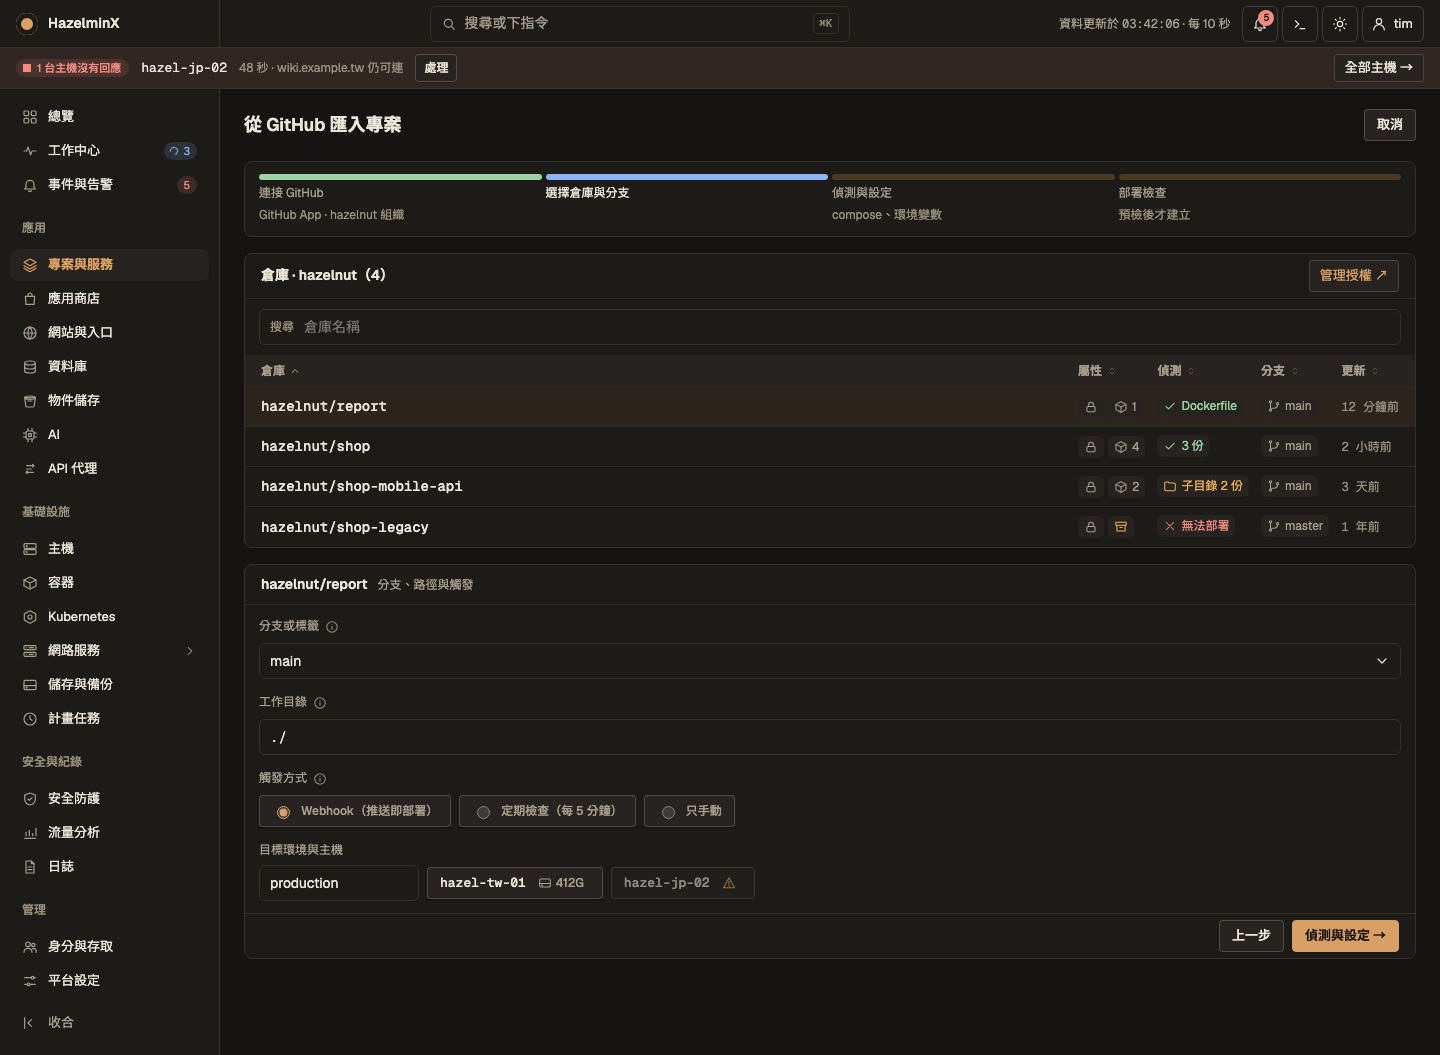 HazelminX
搜尋或下指令
⌘K
資料更新於 03:42:06 · 每 10 秒
5
tim
1 台主機沒有回應
hazel-jp-02
48 秒 · wiki.example.tw 仍可連
處理
全部主機 →
總覽
工作中心
3
事件與告警
5
應用
專案與服務
應用商店
網站與入口
資料庫
物件儲存
AI
API 代理
基礎設施
主機
容器
Kubernetes
網路服務
儲存與備份
計畫任務
安全與紀錄
安全防護
流量分析
日誌
管理
身分與存取
平台設定
收合
從 GitHub 匯入專案
取消
連接 GitHub
GitHub App · hazelnut 組織
選擇倉庫與分支
偵測與設定
compose、環境變數
部署檢查
預檢後才建立
倉庫 · hazelnut（4）
管理授權 ↗
搜尋 倉庫名稱
倉庫 屬性 偵測 分支 更新
hazelnut/report 1 Dockerfile main 12 分鐘前
hazelnut/shop 4 3 份 main 2 小時前
hazelnut/shop-mobile-api 2 子目錄 2 份 main 3 天前
hazelnut/shop-legacy 無法部署 master 1 年前
hazelnut/report 分支、路徑與觸發
分支或標籤
main
工作目錄
./
觸發方式
Webhook（推送即部署）
定期檢查（每 5 分鐘）
只手動
目標環境與主機
production
hazel-tw-01 412G
hazel-jp-02
上一步
偵測與設定 →